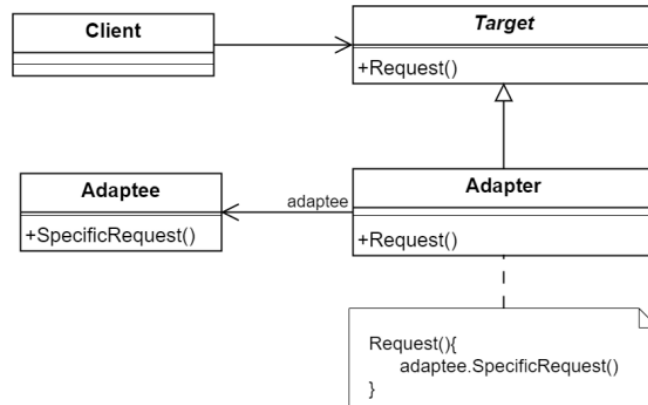 Client
Target
+Request()
Adaptee
+SpecificRequest()
adaptee
Adapter
+Request()
Request(){
adaptee.SpecificRequest()
}